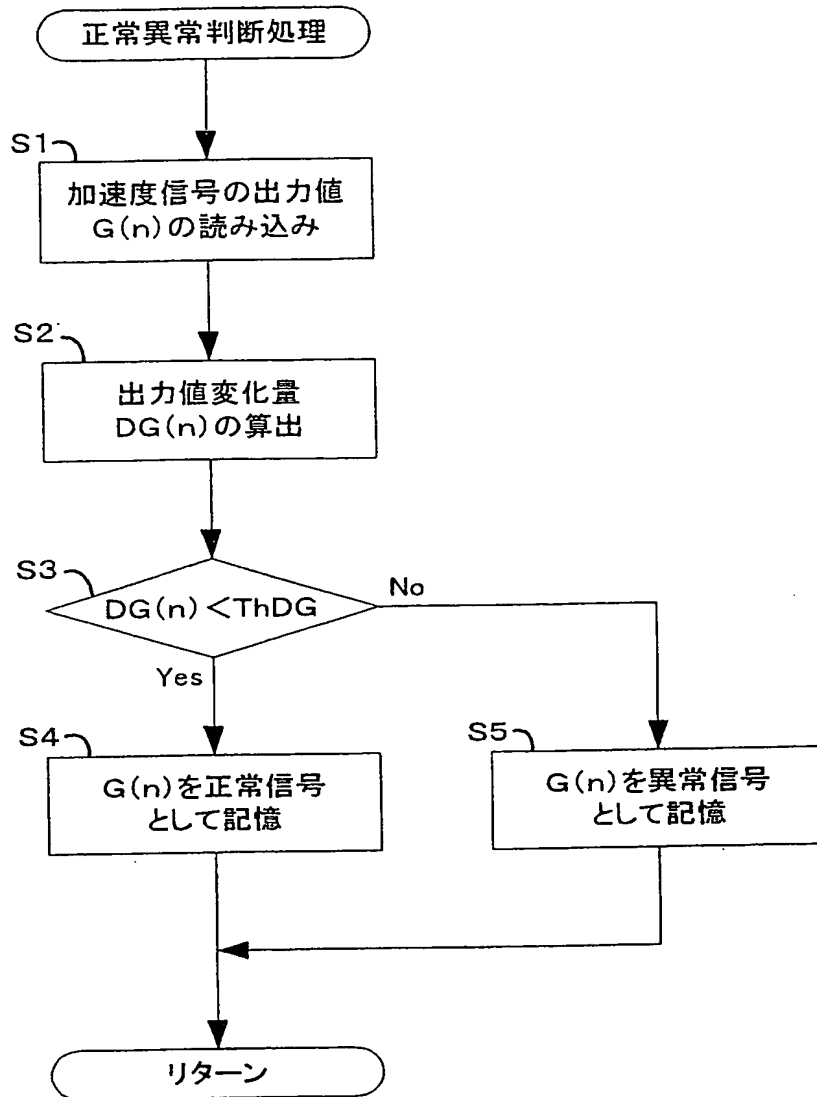 正常異常判断処理
S1
加速度信号の出力値
G(n)の読み込み
S2
出力値変化量
DG(n)の算出
S3
DG(n)<ThDG
No
Yes
S4
G(n)を正常信号
として記憶
S5
G(n)を異常信号
として記憶
リターン